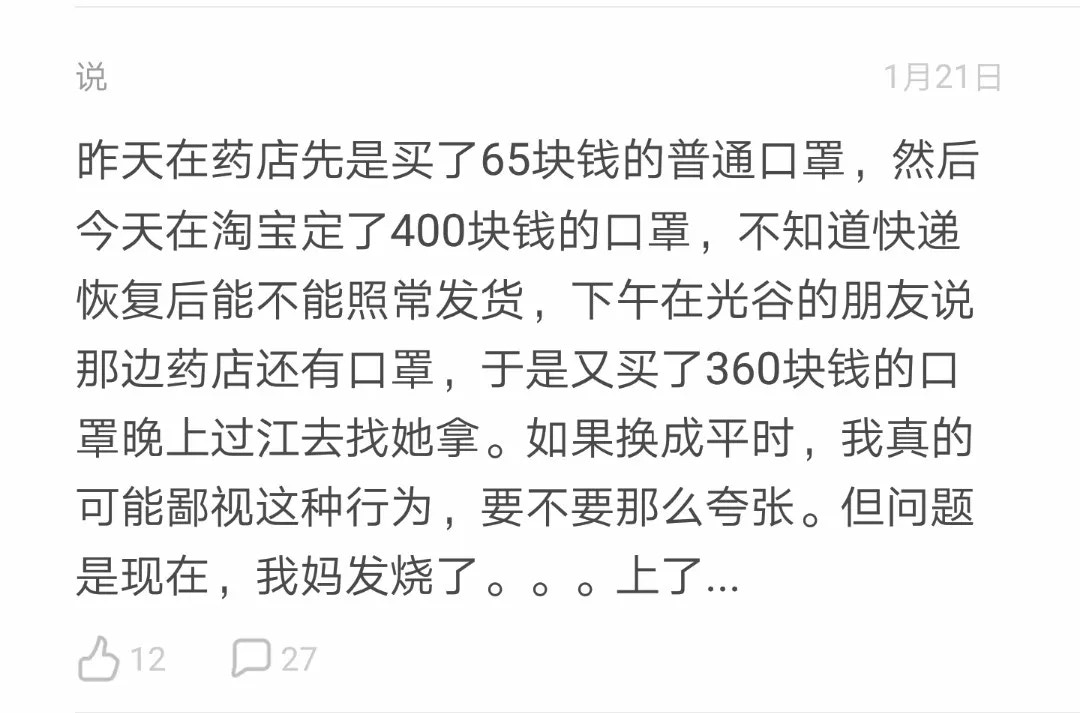 说
1月21日
昨天在药店先是买了65块钱的普通口罩，然后
今天在淘宝定了400块钱的口罩，不知道快递
恢复后能不能照常发货，下午在光谷的朋友说
那边药店还有口罩，于是又买了360块钱的口
罩晚上过江去找她拿。如果换成平时，我真的
可能鄙视这种行为，要不要那么夸张。但问题
是现在，我妈发烧了。。。上了...
12
27